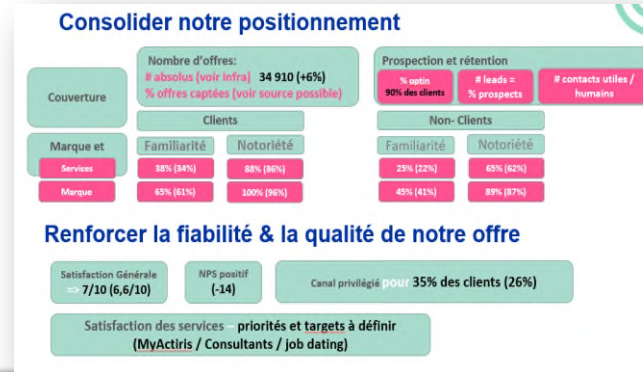 Consolider notre positionnement
Couverture
Nombre d'offres:
# absolus (voir infra) 34 910 (+6%)
% offres captées (voir source possible)
Prospection et rétention
% optin
90% des clients
# leads =
% prospects
# contacts utiles /
humains
Clients
Non- Clients
Marque et
Familiarité
Notoriété
Familiarité
Notoriété
Services
38% (34%)
88% (86%)
25% (22%)
65% (62%)
Marque
65% (61%)
100% (96%)
45% (41%)
89% (87%)
Renforcer la fiabilité & la qualité de notre offre
Satisfaction Générale
=> 7/10 (6,6/10)
NPS positif
(-14)
Canal privilégié pour 35% des clients (26%)
Satisfaction des services – priorités et targets à définir
(MyActiris / Consultants / job dating)